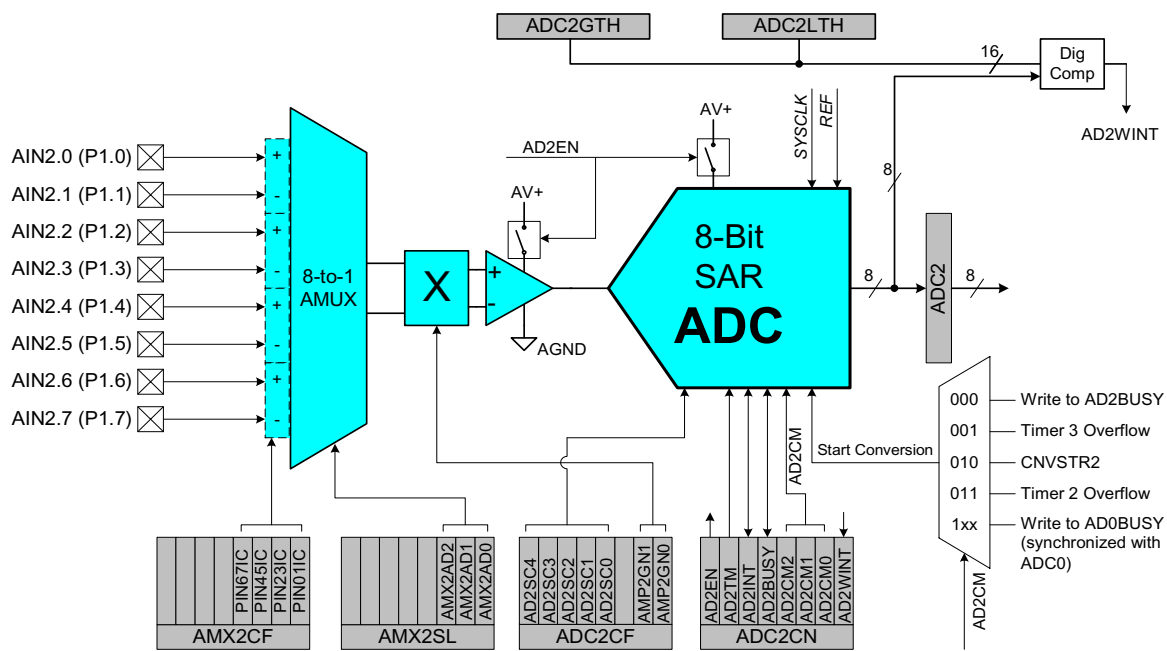 ADC2GTH
ADC2LTH
16
Dig
Comp
AD2WINT
AV+
SYSCLK
REF
AD2EN
AV+
8
AIN2.0 (P1.0)
AIN2.1 (P1.1)
AIN2.2 (P1.2)
AIN2.3 (P1.3)
AIN2.4 (P1.4)
AIN2.5 (P1.5)
AIN2.6 (P1.6)
AIN2.7 (P1.7)
+
-
+
-
+
-
+
-
8-to-1
AMUX
X
+
-
AGND
8-Bit
SAR
ADC
8
ADC2
8
Start Conversion
AD2CM
000
001
010
011
1xx
Write to AD2BUSY
Timer 3 Overflow
CNVSTR2
Timer 2 Overflow
Write to AD0BUSY
(synchronized with
ADC0)
AD2CM
PIN67IC
PIN45IC
PIN23IC
PIN01IC
AMX2CF
AMX2AD2
AMX2AD1
AMX2AD0
AMX2SL
AD2SC4
AD2SC3
AD2SC2
AD2SC1
AD2SC0
AMP2GN1
AMP2GN0
ADC2CF
AD2EN
AD2TM
AD2INT
AD2BUSY
AD2CM2
AD2CM1
AD2CM0
AD2WINT
ADC2CN